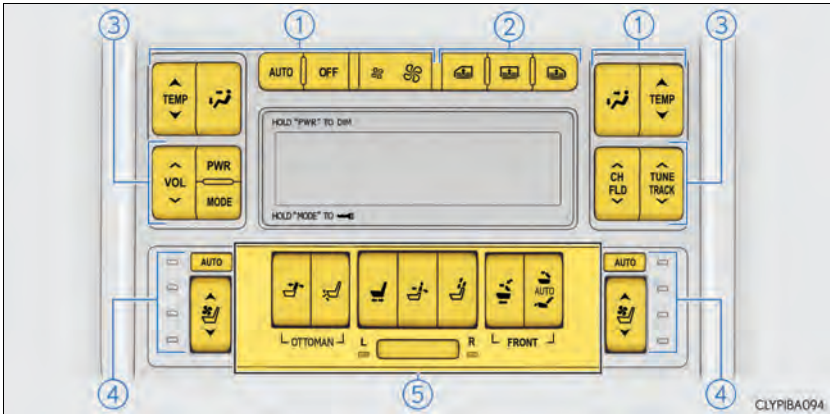 3 1 2 1 3
AUTO OFF
TEMP TEMP
HOLD "PWR" TO DIM
VOL PWR MODE
CH FLD TUNE TRACK
HOLD "MODE" TO
AUTO AUTO
AUTO
OTTOMAN L R FRONT
4 5 4
CLYPIBA094